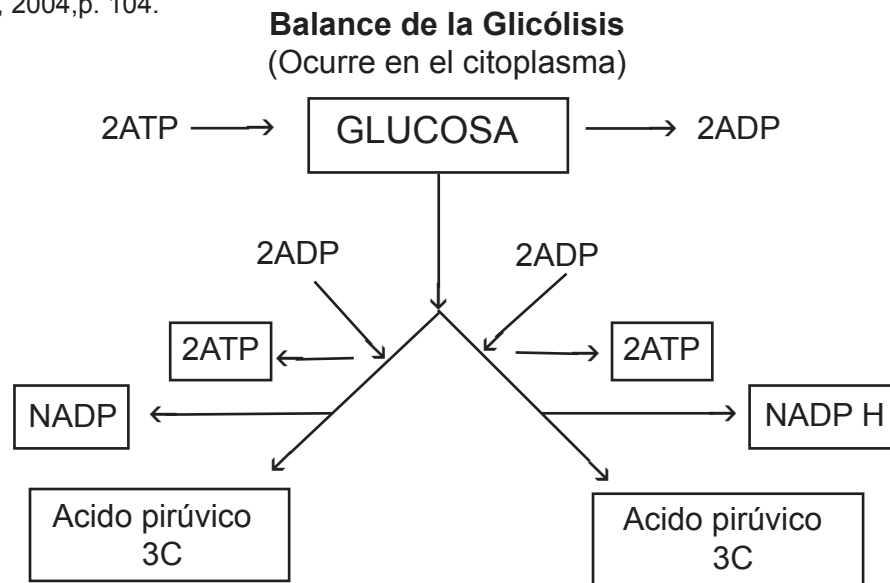 , 2004,p. 104.
Balance de la Glicólisis
(Ocurre en el citoplasma)
2ATP
GLUCOSA
2ADP
2ADP
2ADP
2ATP
2ATP
NADP
NADP H
Acido pirúvico
3C
Acido pirúvico
3C